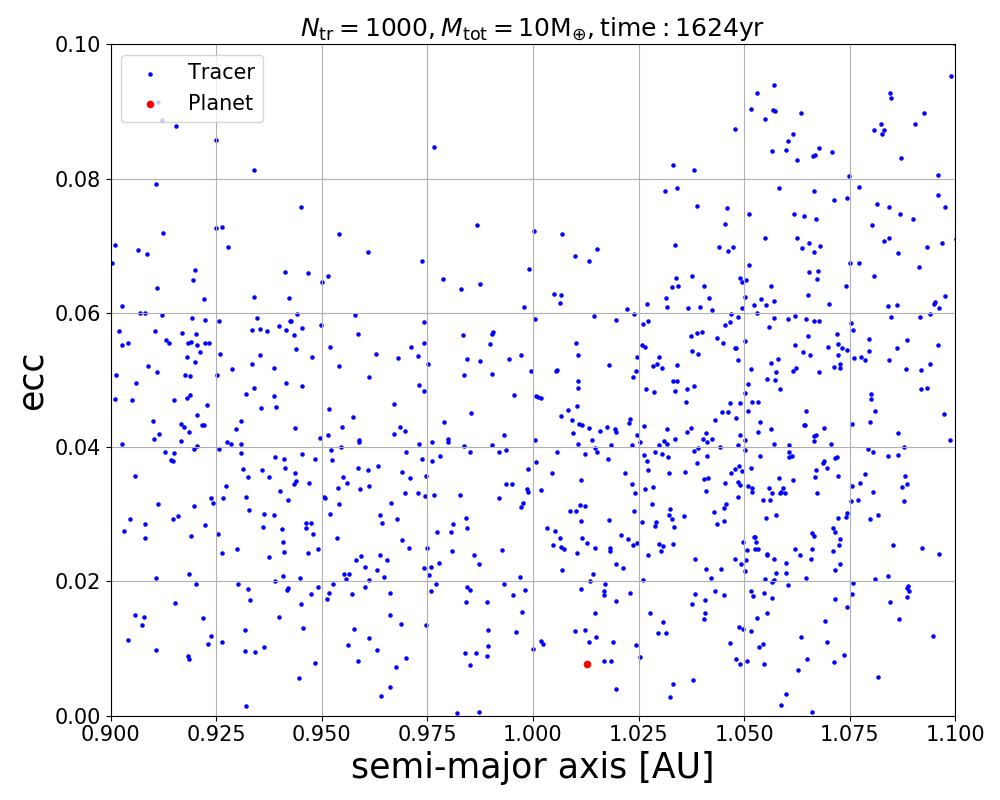 N_tr = 1000, M_tot = 10M_⊕, time : 1624yr
Tracer
Planet
ecc
0.10
0.08
0.06
0.04
0.02
0.00
0.900 0.925 0.950 0.975 1.000 1.025 1.050 1.075 1.100
semi-major axis [AU]